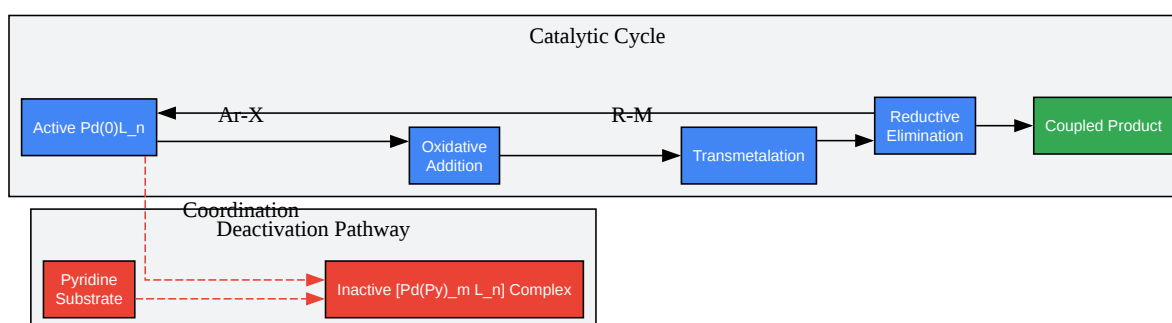 Catalytic Cycle
Ar-X
R-M
Active Pd(0)L_n
Oxidative
Addition
Transmetalation
Reductive
Elimination
Coupled Product
Coordination
Deactivation Pathway
Pyridine
Substrate
Inactive [Pd(Py)_m L_n] Complex